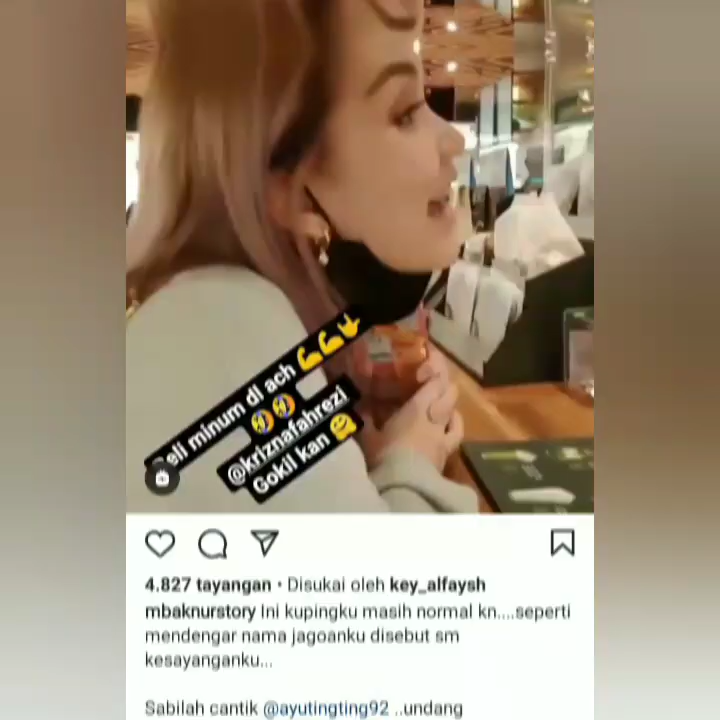 eli minum dl ach 💪💪🤟
🤣🤣
@kriznafahrezi
Gokil kan 🤗
4.827 tayangan • Disukai oleh key_alfaysh
mbaknurstory Ini kupingku masih normal kn....seperti
mendengar nama jagoanku disebut sm
kesayanganku...
Sabilah cantik @ayutingting92 ..undang